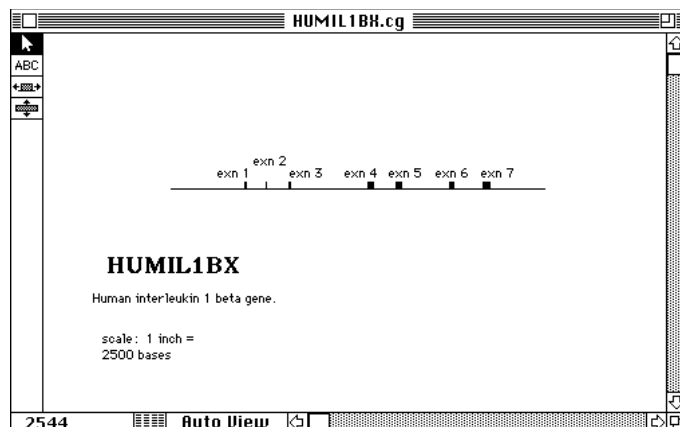 HUMIL1BX.cg
ABC
exn 2
exn 1 exn 3 exn 4 exn 5 exn 6 exn 7
HUMIL1BX
Human interleukin 1 beta gene.
scale: 1 inch =
2500 bases
2544 Auto View